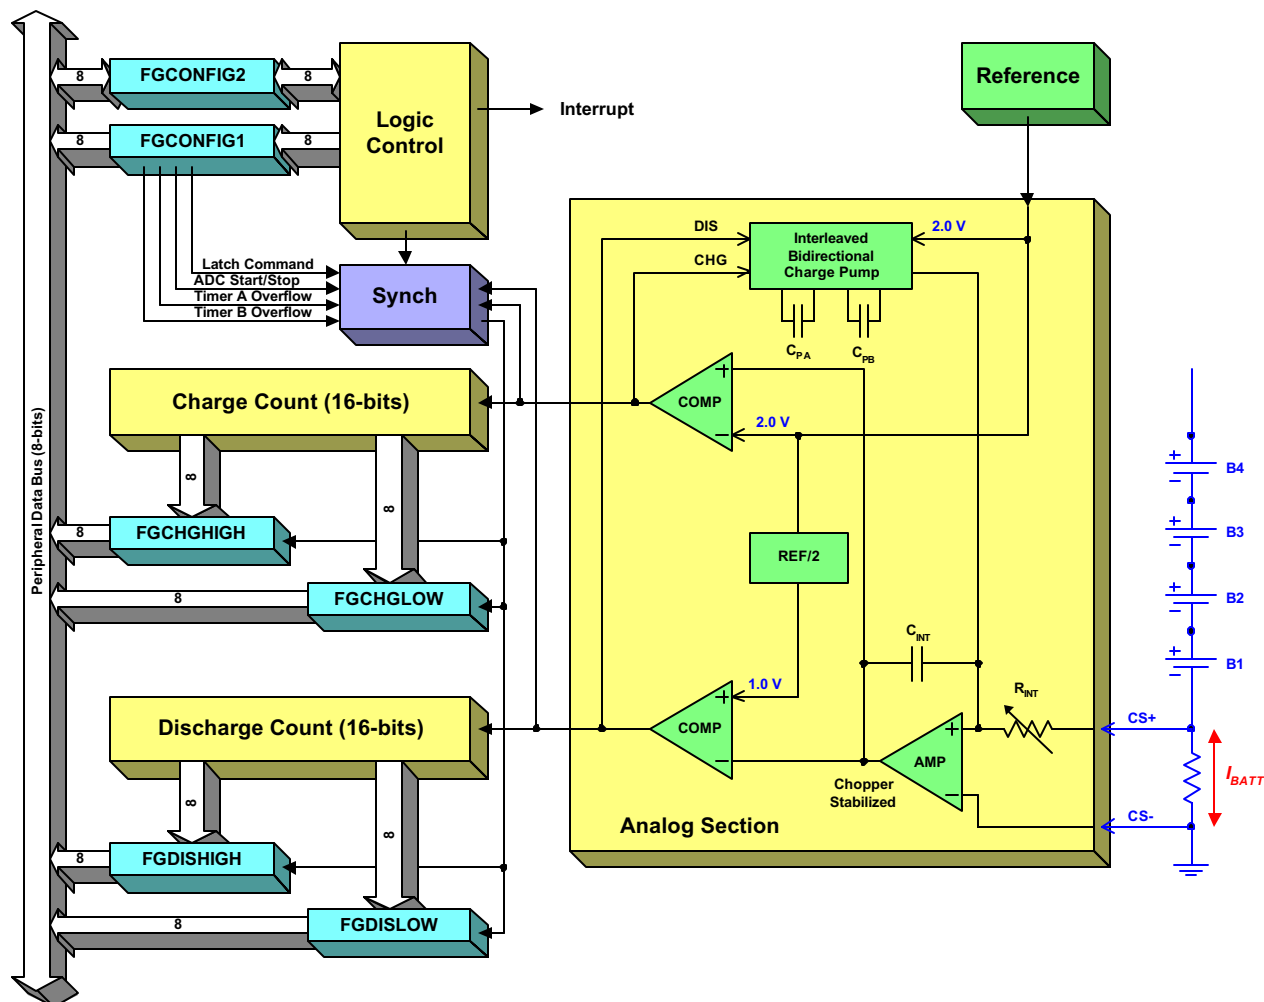 8
FGCONFIG2
8
8
FGCONFIG1
8
Logic
Control
Interrupt
Reference
Latch Command
ADC Start/Stop
Timer A Overflow
Timer B Overflow
Synch
DIS
CHG
Interleaved
Bidirectional
Charge Pump
2.0 V
CPA
CPB
Charge Count (16-bits)
COMP
+
−
2.0 V
8
8
8
FGCHGHIGH
8
FGCHGLOW
REF/2
Peripheral Data Bus (8-bits)
+
−
B4
+
−
B3
+
−
B2
+
−
B1
CINT
RINT
1.0 V
Discharge Count (16-bits)
COMP
+
−
AMP
+
−
Chopper
Stabilized
CS+
CS-
IBATT
Analog Section
8
8
8
FGDISHIGH
8
FGDISLOW